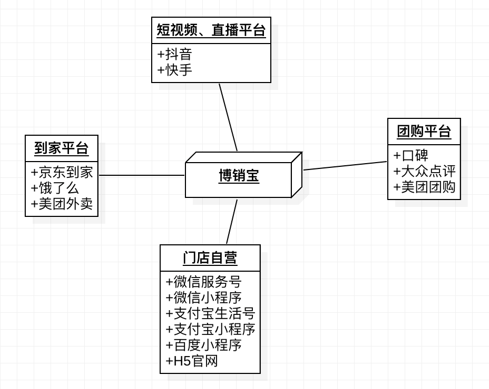 短视频、直播平台
+抖音
+快手
到家平台
+京东到家
+饿了么
+美团外卖
博销宝
团购平台
+口碑
+大众点评
+美团团购
门店自营
+微信服务号
+微信小程序
+支付宝生活号
+支付宝小程序
+百度小程序
+H5官网